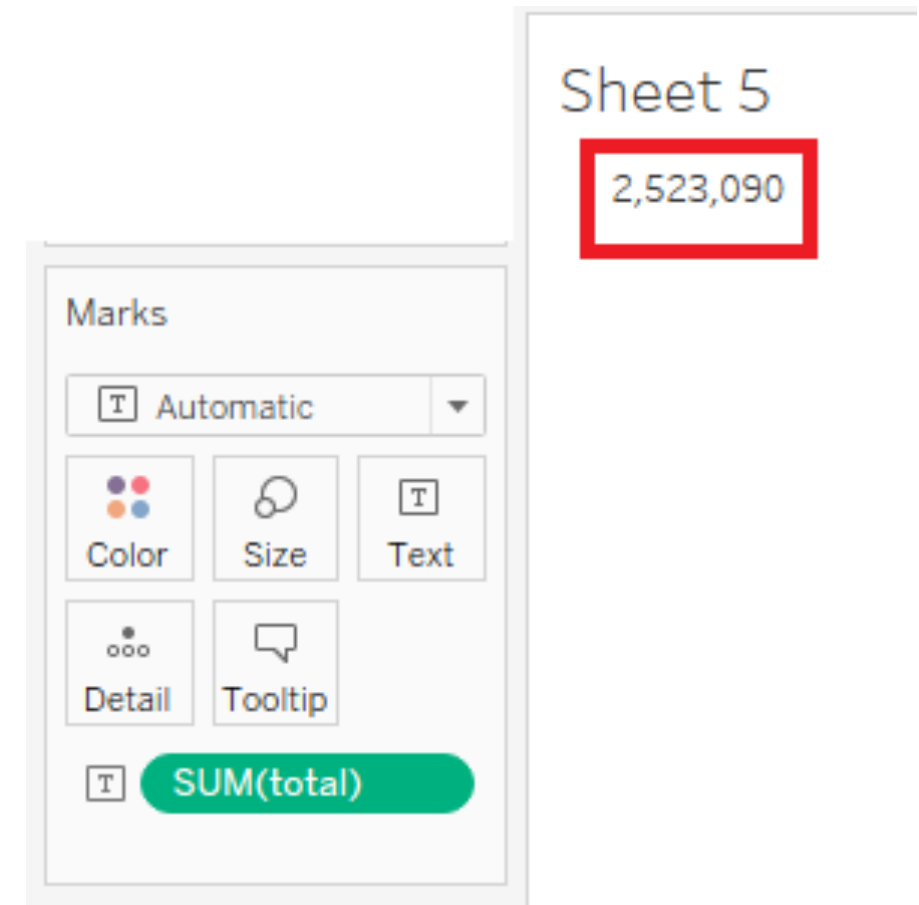 Sheet 5
2,523,090
Marks
T Automatic
Color Size T Text
Detail Tooltip
T SUM(total)